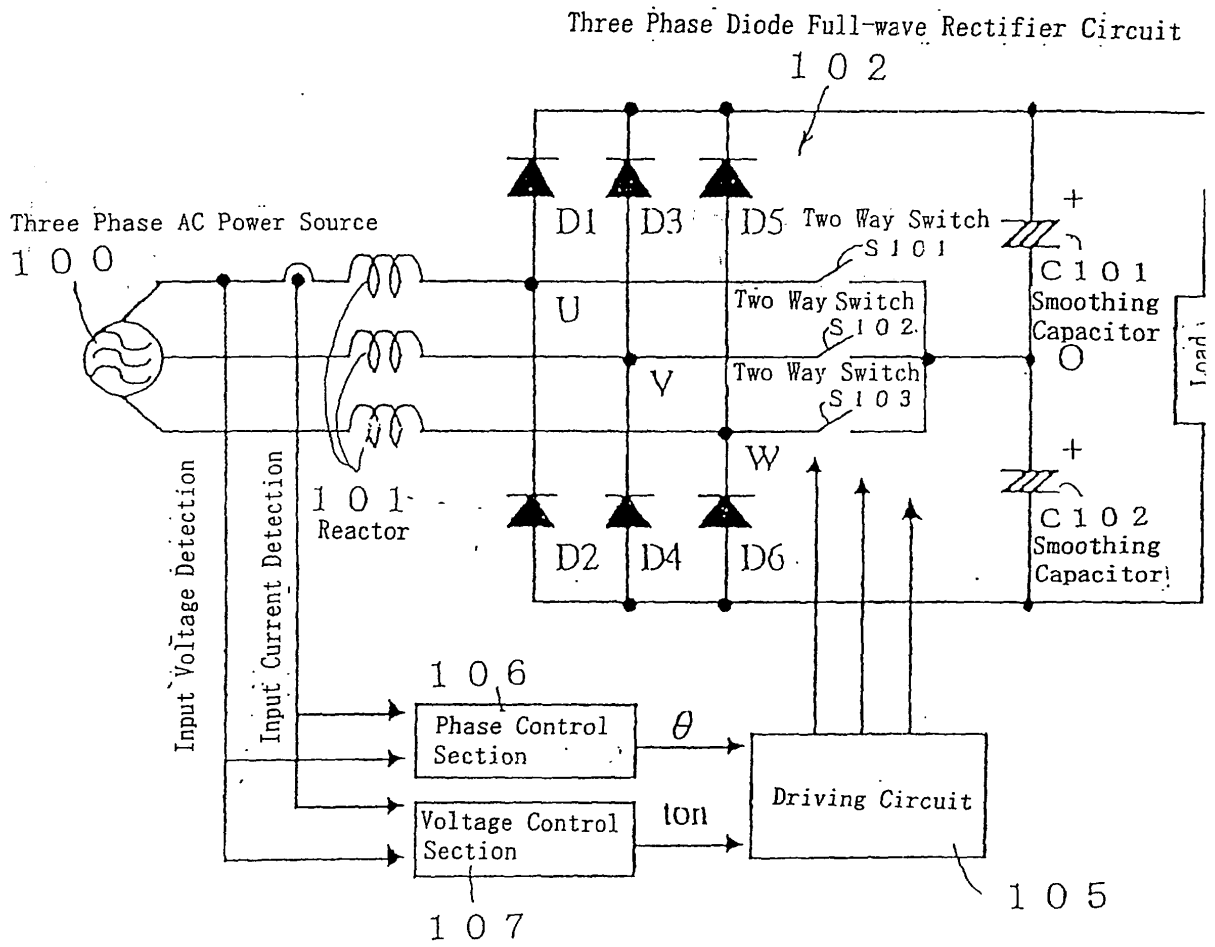 Three Phase Diode Full-wave Rectifier Circuit
102
Three Phase AC Power Source
100
D1
D3
D5
Two Way Switch
S101
+
C101
Smoothing
Capacitor
U
Two Way Switch
S102
O
V
Two Way Switch
S103
Load
W
+
101
Reactor
C102
Smoothing
Capacitor
D2
D4
D6
Input Voltage Detection
Input Current Detection
106
Phase Control
Section
θ
Driving Circuit
Voltage Control
Section
ton
105
107